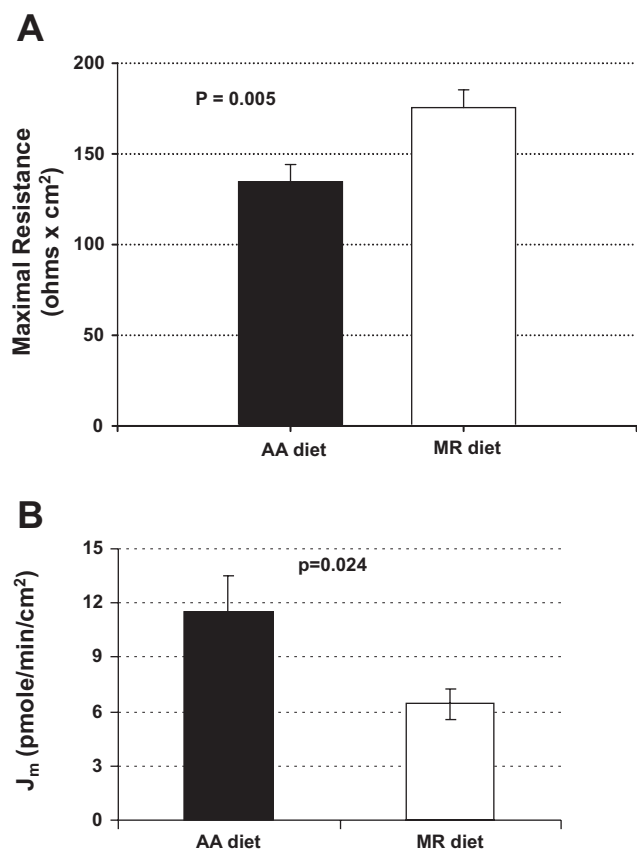 A
Maximal Resistance
(ohms x cm²)
200
150
100
50
0
P = 0.005
AA diet MR diet
B
Jₘ (pmole/min/cm²)
15
12
9
6
3
0
p=0.024
AA diet MR diet